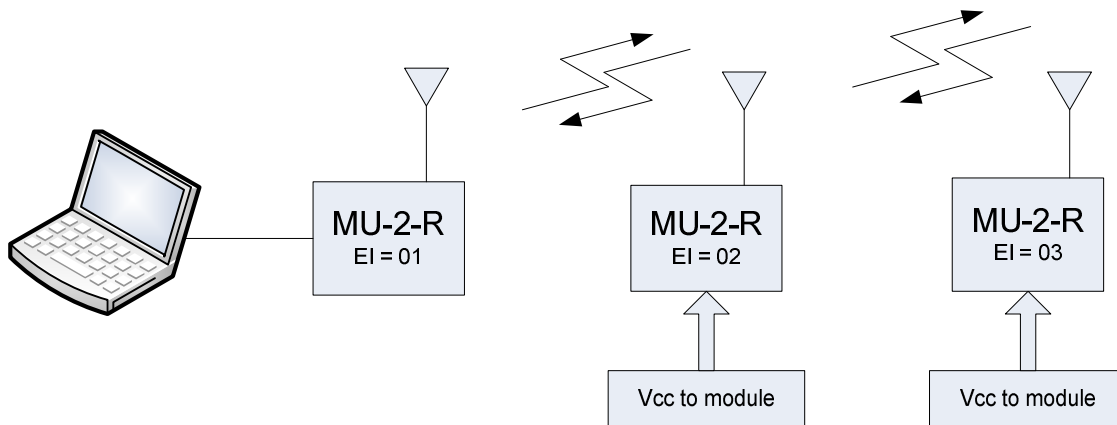 MU-2-R
EI = 01
MU-2-R
EI = 02
MU-2-R
EI = 03
Vcc to module
Vcc to module